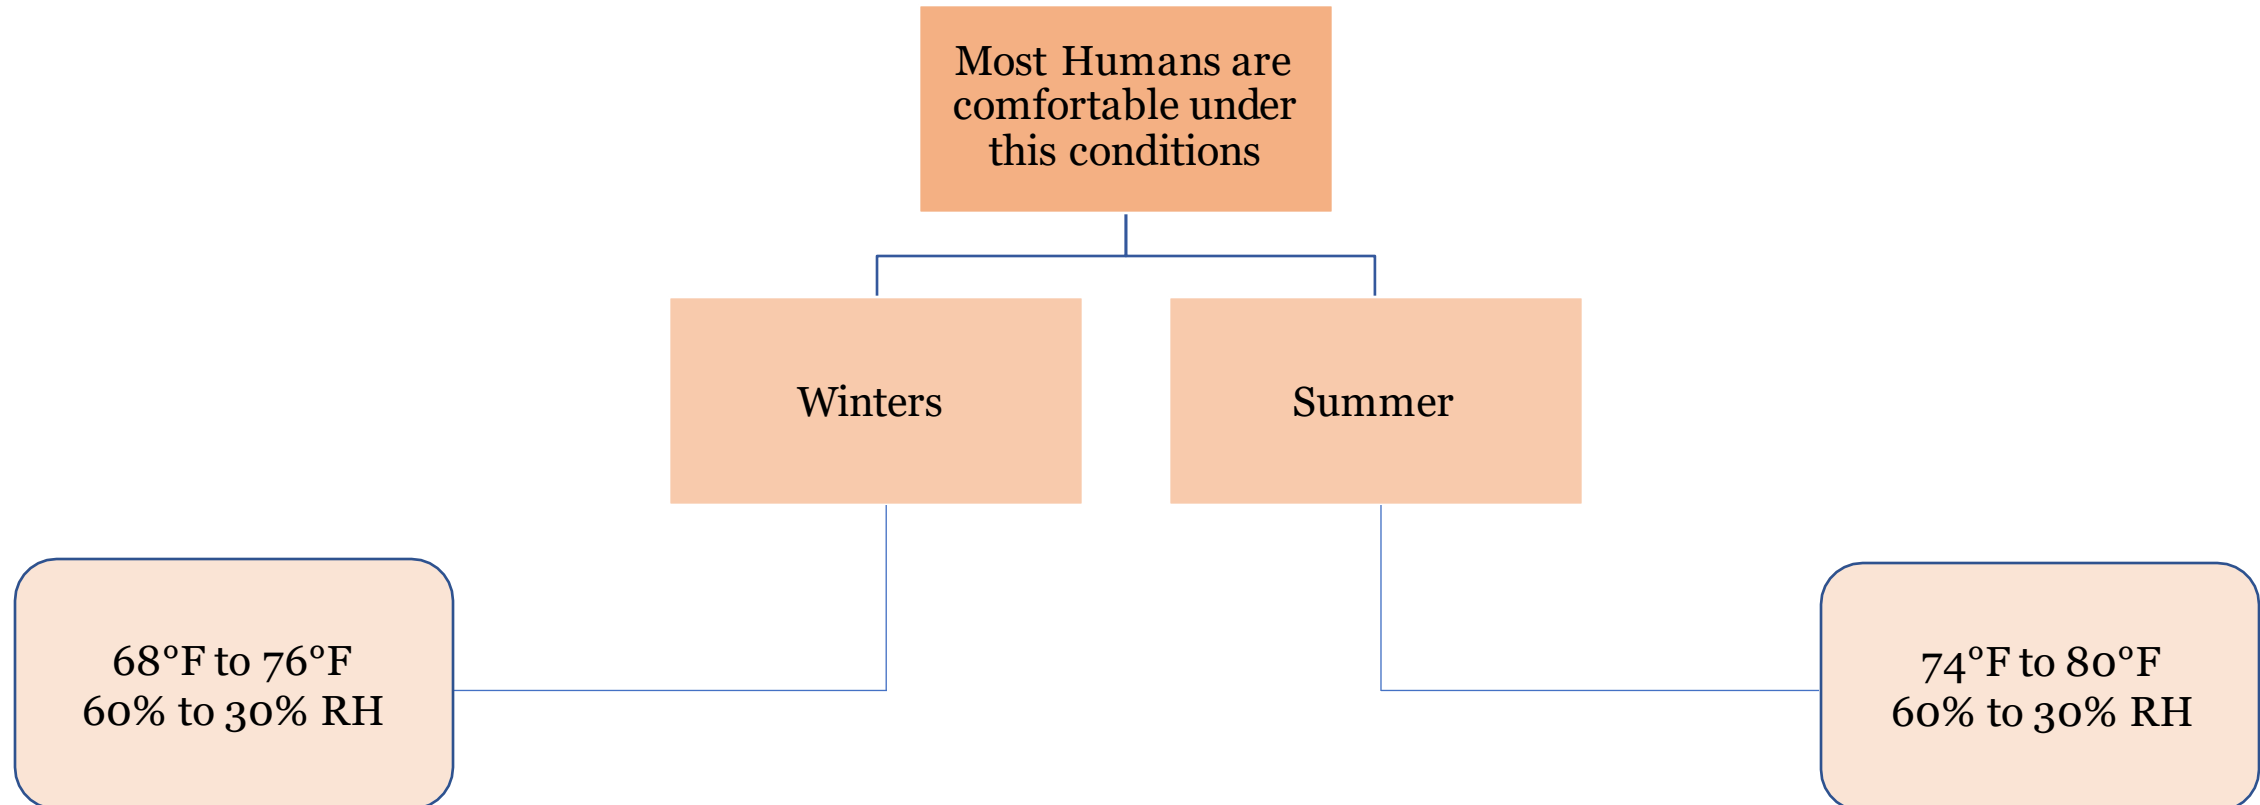 Most Humans are
comfortable under
this conditions
Winters
Summer
68°F to 76°F
60% to 30% RH
74°F to 80°F
60% to 30% RH